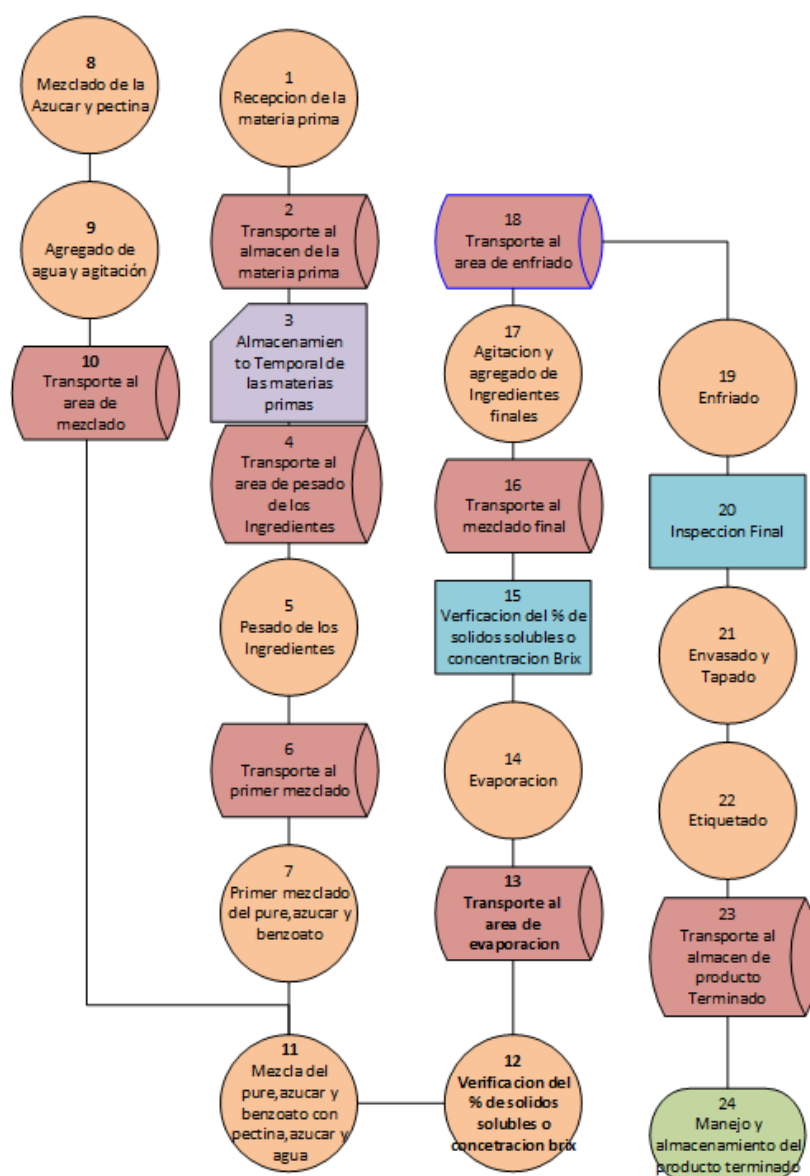 8
Mezclado de la
Azucar y pectina
9
Agregado de
agua y agitación
10
Transporte al
area de
mezclado
1
Recepcion de la
materia prima
2
Transporte al
almacen de la
materia prima
3
Almacenamien
to Temporal de
las materias
primas
4
Transporte al
area de pesado
de los
Ingredientes
5
Pesado de los
Ingredientes
6
Transporte al
primer mezclado
7
Primer mezclado
del pure,azucar y
benzoato
11
Mezcla del
pure,azucar y
benzoato con
pectina,azucar y
agua
12
Verificacion del
% de solidos
solubles o
concetracion brix
13
Transporte al
area de
evaporacion
14
Evaporacion
15
Verficacion del % de
solidos solubles o
concentracion Brix
16
Transporte al
mezclado final
17
Agitacion y
agregado de
Ingredientes
finales
18
Transporte al
area de enfriado
19
Enfriado
20
Inspeccion Final
21
Envasado y
Tapado
22
Etiquetado
23
Transporte al
almacen de
producto
Terminado
24
Manejo y
almacenamiento del
producto terminado